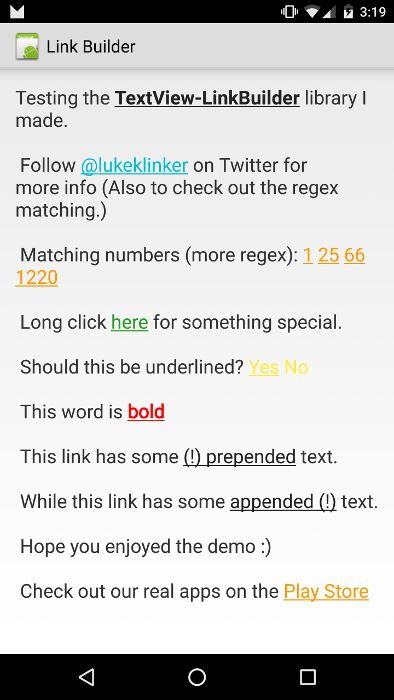 3:19
Link Builder
Testing the TextView-LinkBuilder library I
made.
Follow @lukeklinker on Twitter for
more info (Also to check out the regex
matching.)
Matching numbers (more regex): 1 25 66
1220
Long click here for something special.
Should this be underlined? Yes No
This word is bold
This link has some (!) prepended text.
While this link has some appended (!) text.
Hope you enjoyed the demo :)
Check out our real apps on the Play Store